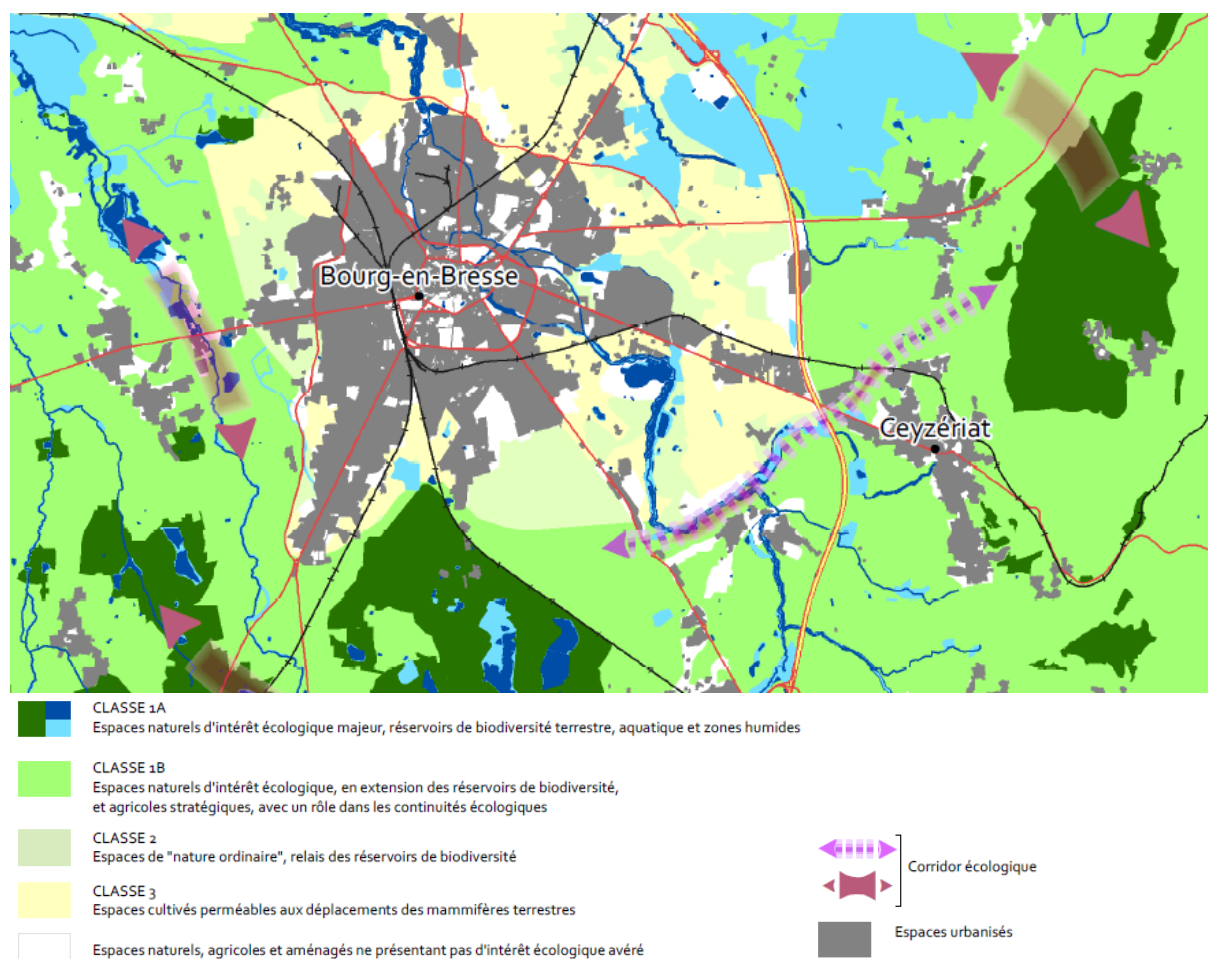 Bourg-en-Bresse
Ceyzériat
CLASSE 1A
Espaces naturels d'intérêt écologique majeur, réservoirs de biodiversité terrestre, aquatique et zones humides
CLASSE 1B
Espaces naturels d'intérêt écologique, en extension des réservoirs de biodiversité,
et agricoles stratégiques, avec un rôle dans les continuités écologiques
CLASSE 2
Espaces de "nature ordinaire", relais des réservoirs de biodiversité
CLASSE 3
Espaces cultivés perméables aux déplacements des mammifères terrestres
Espaces naturels, agricoles et aménagés ne présentant pas d'intérêt écologique avéré
Corridor écologique
Espaces urbanisés